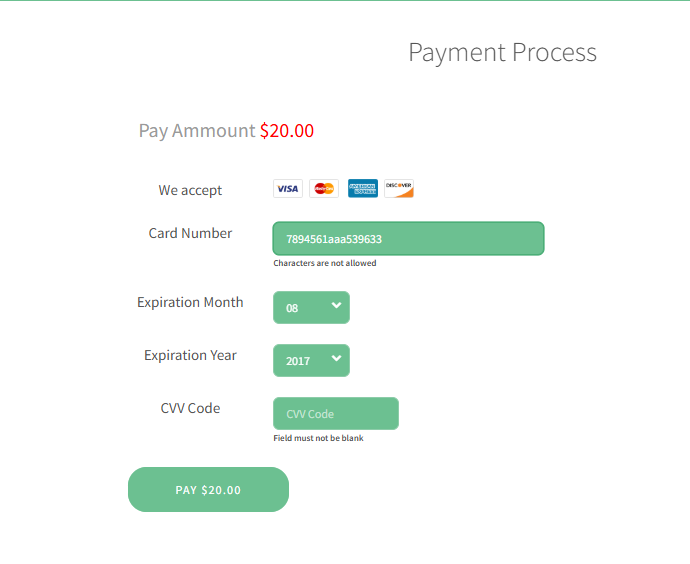 Payment Process
Pay Ammount $20.00
We accept VISA DISCOVER
Card Number 7894561aaa539633
Characters are not allowed
Expiration Month 08
Expiration Year 2017
CVV Code CVV Code
Field must not be blank
PAY $20.00